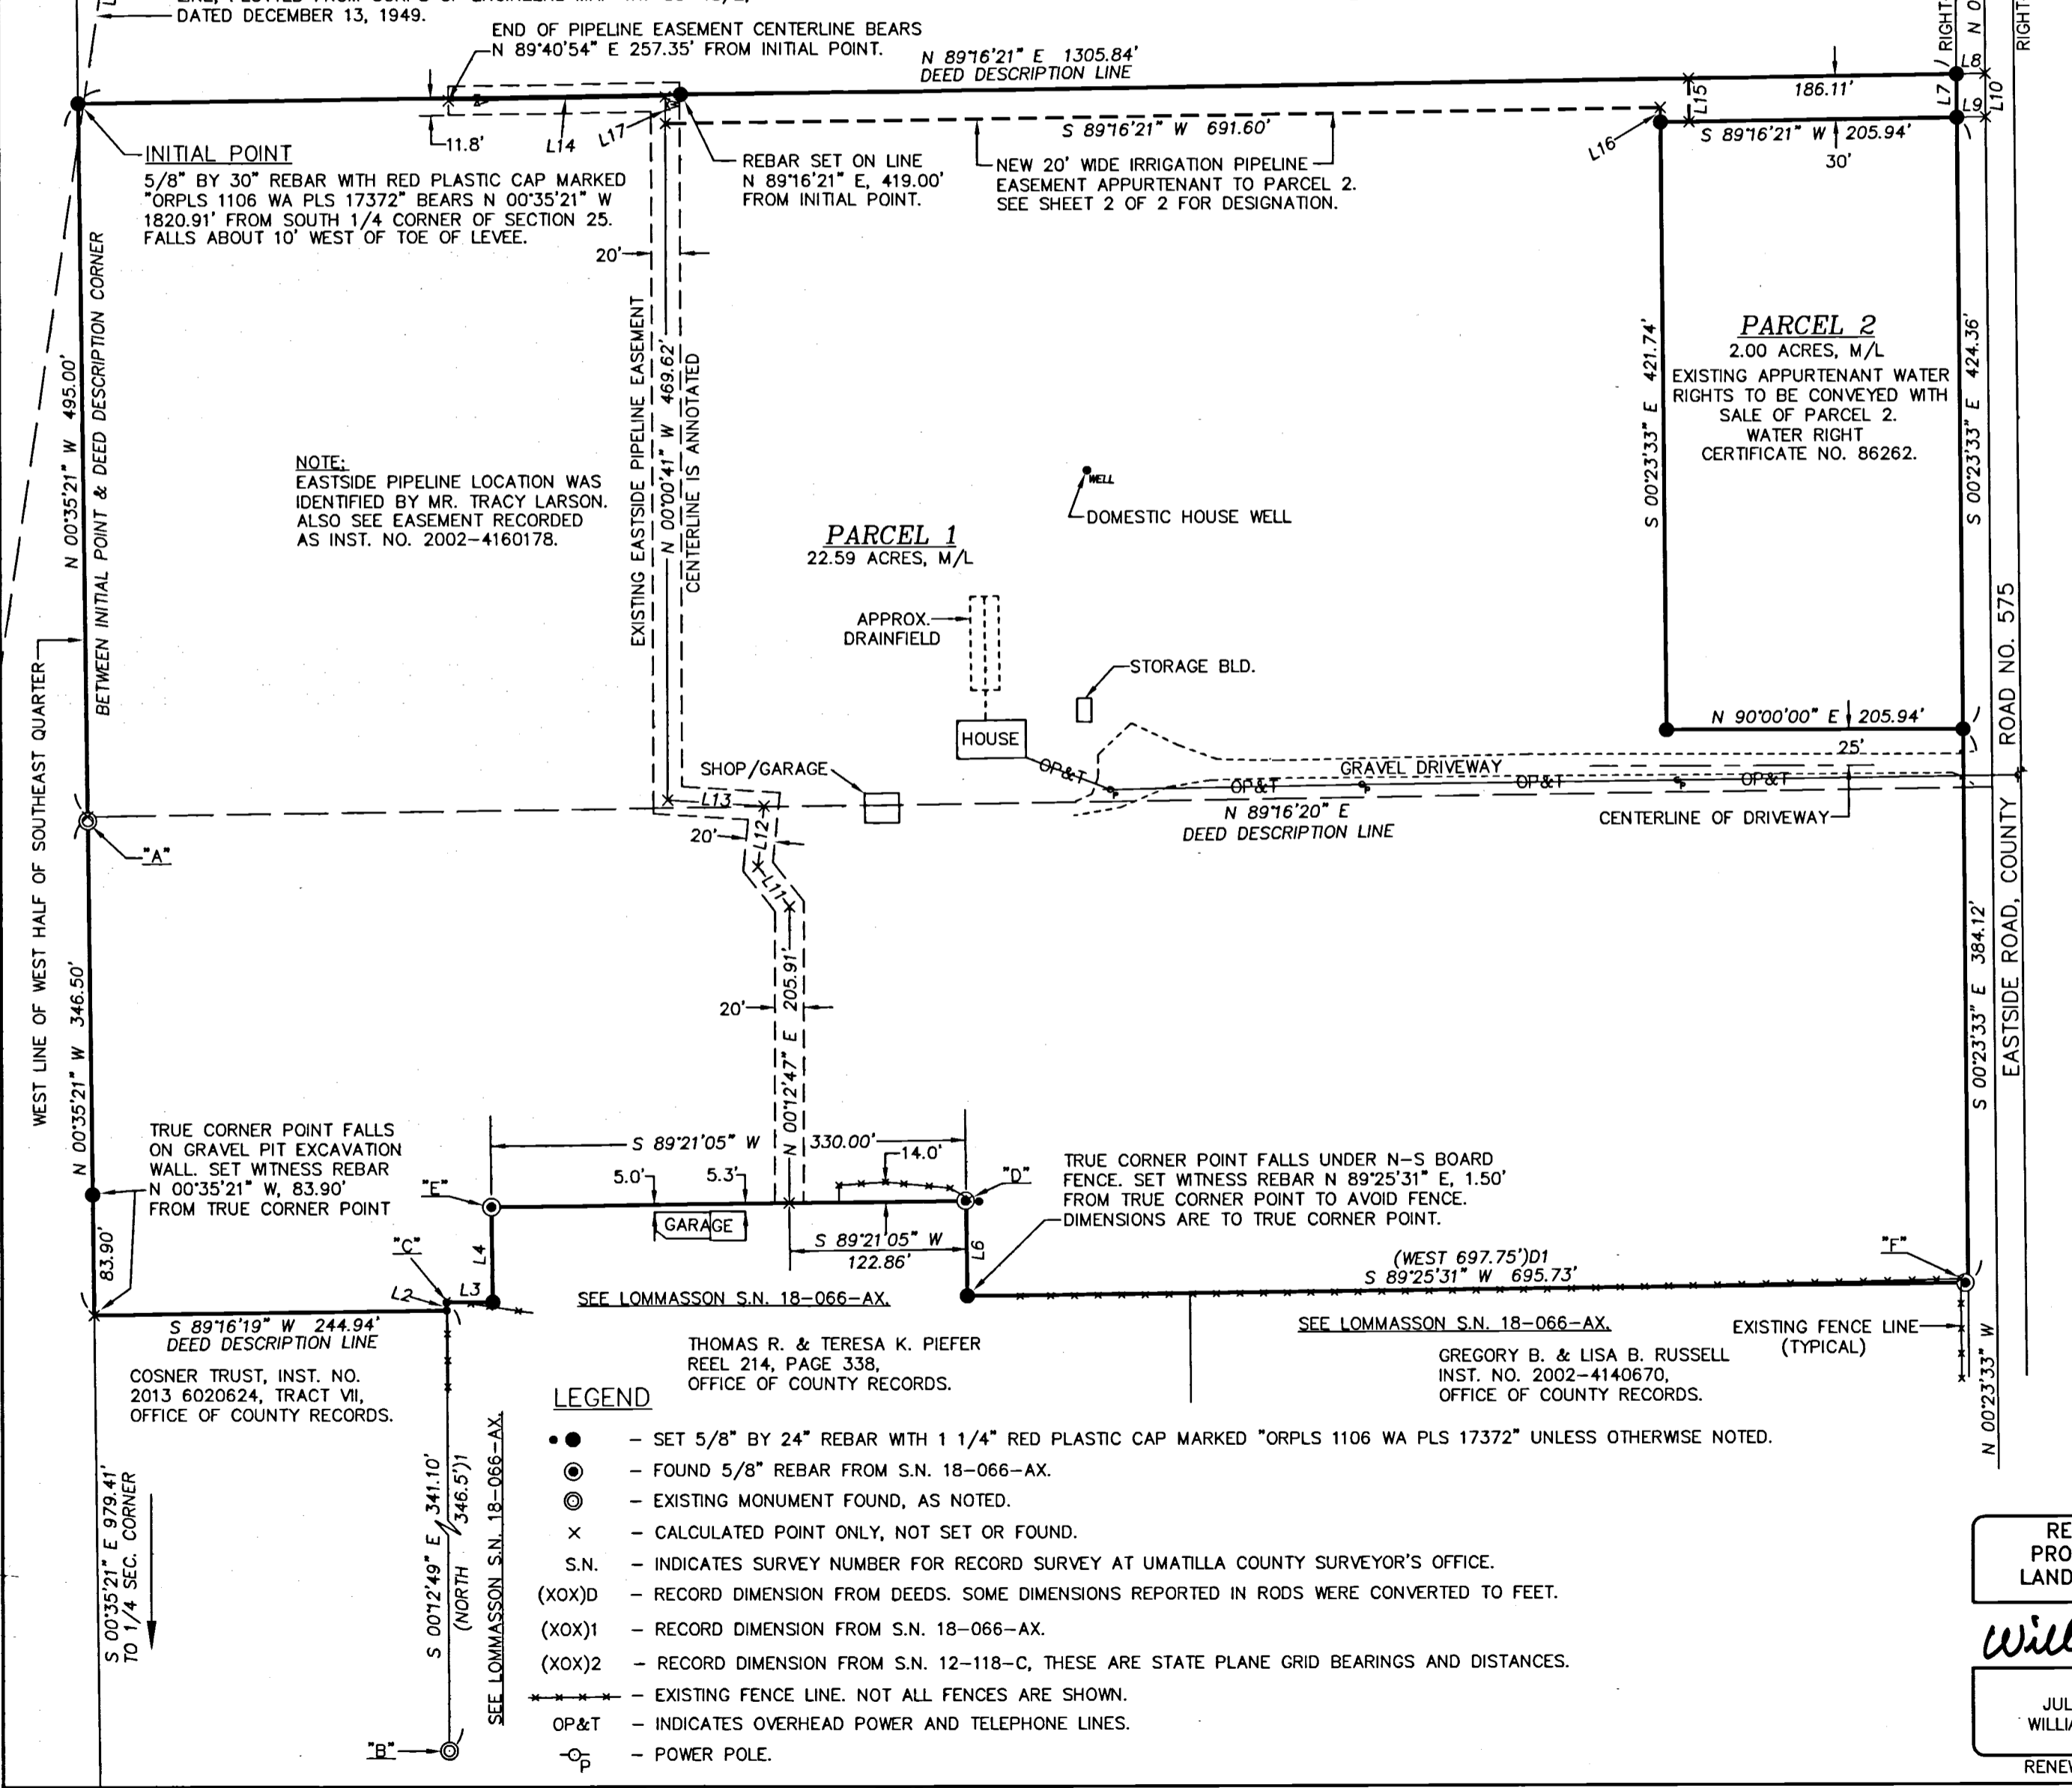 DATED DECEMBER 13, 1949.
END OF PIPELINE EASEMENT CENTERLINE BEARS
N 89°40'54" E 257.35' FROM INITIAL POINT.
N 89°16'21" E 1305.84'
DEED DESCRIPTION LINE
RIGHT-
N 0
RIGHT-
L8
186.11'
L7
L9
L10
L15
11.8'
L14
L17
S 89°16'21" W 691.60'
S 89°16'21" W 205.94'
L16
30'
INITIAL POINT
5/8" BY 30" REBAR WITH RED PLASTIC CAP MARKED
"ORPLS 1106 WA PLS 17372" BEARS N 00°35'21" W
1820.91' FROM SOUTH 1/4 CORNER OF SECTION 25.
FALLS ABOUT 10' WEST OF TOE OF LEVEE.
REBAR SET ON LINE
N 89°16'21" E, 419.00'
FROM INITIAL POINT.
NEW 20' WIDE IRRIGATION PIPELINE
EASEMENT APPURTENANT TO PARCEL 2.
SEE SHEET 2 OF 2 FOR DESIGNATION.
20'
WEST LINE OF WEST HALF OF SOUTHEAST QUARTER
N 00°35'21" W 495.00'
BETWEEN INITIAL POINT & DEED DESCRIPTION CORNER
EXISTING EASTSIDE PIPELINE EASEMENT
N 00°00'41" W 469.62'
CENTERLINE IS ANNOTATED
S 00°23'33" E 421.74'
PARCEL 2
2.00 ACRES, M/L
EXISTING APPURTENANT WATER
RIGHTS TO BE CONVEYED WITH
SALE OF PARCEL 2.
WATER RIGHT
CERTIFICATE NO. 86262.
S 00°23'33" E 424.36'
NOTE:
EASTSIDE PIPELINE LOCATION WAS
IDENTIFIED BY MR. TRACY LARSON.
ALSO SEE EASEMENT RECORDED
AS INST. NO. 2002-4160178.
WELL
DOMESTIC HOUSE WELL
PARCEL 1
22.59 ACRES, M/L
APPROX.
DRAINFIELD
STORAGE BLD.
HOUSE
N 90°00'00" E 205.94'
25'
SHOP/GARAGE
OP&T
GRAVEL DRIVEWAY
OP&T
OP&T
OP&T
L13
L12
20'
L11
N 89°16'20" E
DEED DESCRIPTION LINE
CENTERLINE OF DRIVEWAY
"A"
EASTSIDE ROAD, COUNTY ROAD NO. 575
N 00°35'21" W 346.50'
20'
N 00°12'47" E 205.91'
S 00°23'33" E 384.12'
TRUE CORNER POINT FALLS
ON GRAVEL PIT EXCAVATION
WALL. SET WITNESS REBAR
N 00°35'21" W, 83.90'
FROM TRUE CORNER POINT
S 89°21'05" W 330.00'
14.0'
5.0'
5.3'
"E"
"D"
TRUE CORNER POINT FALLS UNDER N-S BOARD
FENCE. SET WITNESS REBAR N 89°25'31" E, 1.50'
FROM TRUE CORNER POINT TO AVOID FENCE.
DIMENSIONS ARE TO TRUE CORNER POINT.
GARAGE
S 89°21'05" W
122.86'
L6
L4
83.90'
"C"
L2
L3
(WEST 697.75')D1
S 89°25'31" W 695.73'
"F"
SEE LOMMASSON S.N. 18-066-AX.
SEE LOMMASSON S.N. 18-066-AX.
S 89°16'19" W 244.94'
DEED DESCRIPTION LINE
EXISTING FENCE LINE
(TYPICAL)
N 00°23'33" W
COSNER TRUST, INST. NO.
2013 6020624, TRACT VII,
OFFICE OF COUNTY RECORDS.
THOMAS R. & TERESA K. PIEFER
REEL 214, PAGE 338,
OFFICE OF COUNTY RECORDS.
GREGORY B. & LISA B. RUSSELL
INST. NO. 2002-4140670,
OFFICE OF COUNTY RECORDS.
S 00°35'21" E 979.41'
TO 1/4 SEC. CORNER
S 00°12'49" E 341.10'
(NORTH 346.5')1
SEE LOMMASSON S.N. 18-066-AX.
"B"
LEGEND
- SET 5/8" BY 24" REBAR WITH 1 1/4" RED PLASTIC CAP MARKED "ORPLS 1106 WA PLS 17372" UNLESS OTHERWISE NOTED.
- FOUND 5/8" REBAR FROM S.N. 18-066-AX.
- EXISTING MONUMENT FOUND, AS NOTED.
× - CALCULATED POINT ONLY, NOT SET OR FOUND.
S.N. - INDICATES SURVEY NUMBER FOR RECORD SURVEY AT UMATILLA COUNTY SURVEYOR'S OFFICE.
(XOX)D - RECORD DIMENSION FROM DEEDS. SOME DIMENSIONS REPORTED IN RODS WERE CONVERTED TO FEET.
(XOX)1 - RECORD DIMENSION FROM S.N. 18-066-AX.
(XOX)2 - RECORD DIMENSION FROM S.N. 12-118-C, THESE ARE STATE PLANE GRID BEARINGS AND DISTANCES.
- EXISTING FENCE LINE. NOT ALL FENCES ARE SHOWN.
OP&T - INDICATES OVERHEAD POWER AND TELEPHONE LINES.
P - POWER POLE.
RE
PRO
LAND
Will
JUL
WILLIA
RENE